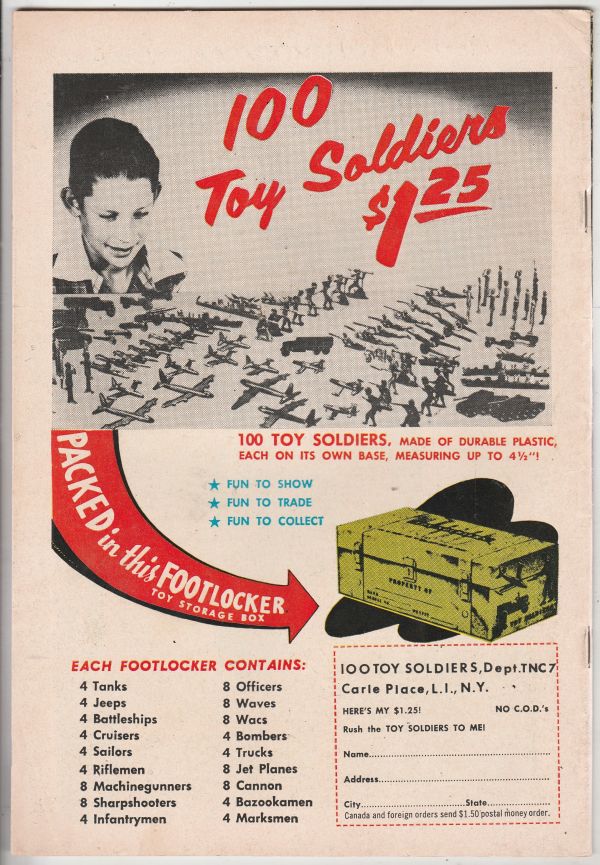 100
Toy Soldiers
$1.25
100 TOY SOLDIERS, MADE OF DURABLE PLASTIC,
EACH ON ITS OWN BASE, MEASURING UP TO 4½"!
PACKED in this FOOTLOCKER
TOY STORAGE BOX
★ FUN TO SHOW
★ FUN TO TRADE
★ FUN TO COLLECT
PROPERTY OF
EACH FOOTLOCKER CONTAINS:
4 Tanks
4 Jeeps
4 Battleships
4 Cruisers
4 Sailors
4 Riflemen
8 Machinegunners
8 Sharpshooters
4 Infantrymen
8 Officers
8 Waves
8 Wacs
4 Bombers
4 Trucks
8 Jet Planes
8 Cannon
4 Bazookamen
4 Marksmen
100 TOY SOLDIERS, Dept. TNC7
Carle Place, L.I., N.Y.
HERE'S MY $1.25! NO C.O.D.'s
Rush the TOY SOLDIERS TO ME!
Name
Address
City State
Canada and foreign orders send $1.50 postal money order.